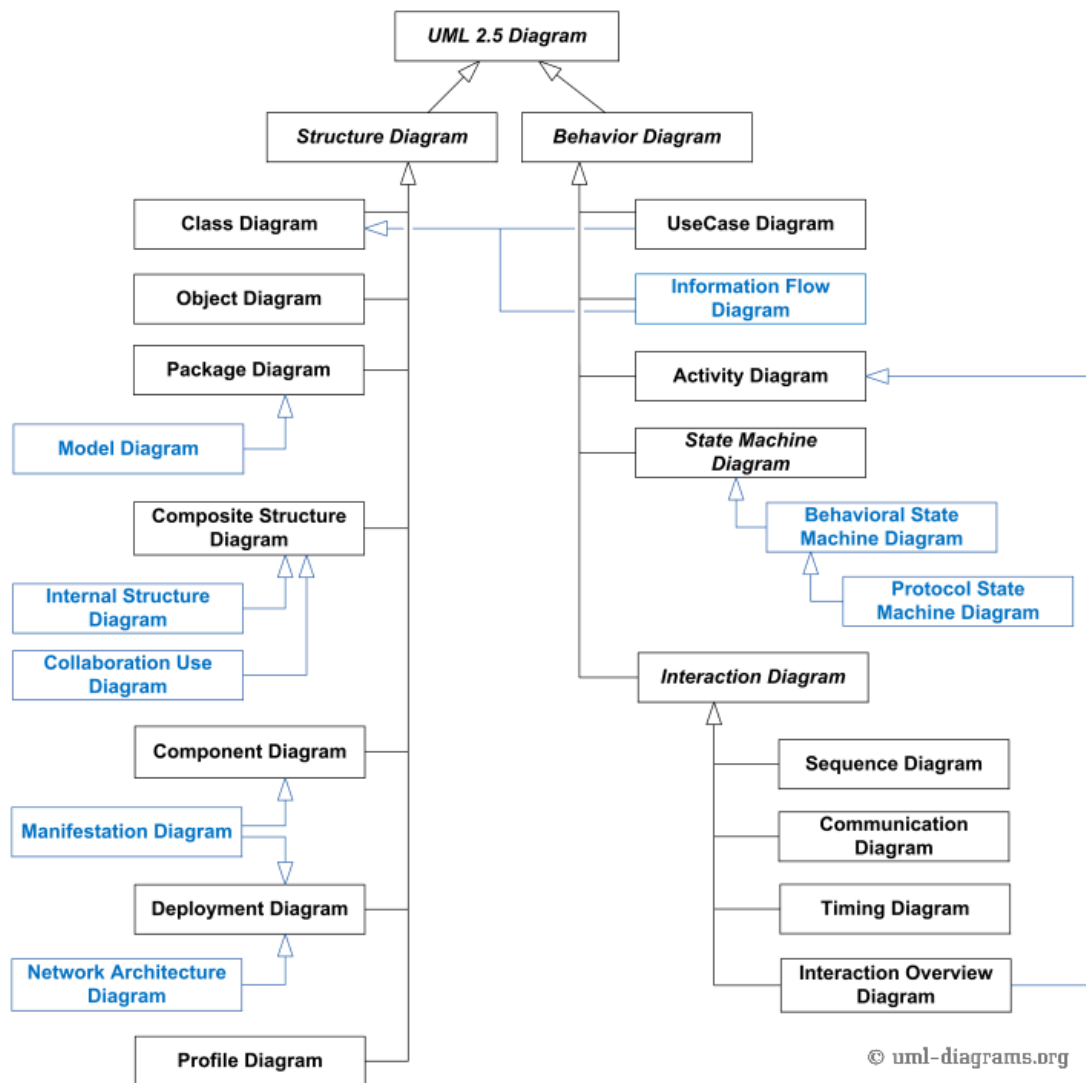 UML 2.5 Diagram
Structure Diagram
Behavior Diagram
Class Diagram
UseCase Diagram
Object Diagram
Information Flow
Diagram
Package Diagram
Activity Diagram
Model Diagram
State Machine
Diagram
Composite Structure
Diagram
Behavioral State
Machine Diagram
Internal Structure
Diagram
Protocol State
Machine Diagram
Collaboration Use
Diagram
Interaction Diagram
Component Diagram
Sequence Diagram
Manifestation Diagram
Communication
Diagram
Deployment Diagram
Timing Diagram
Network Architecture
Diagram
Interaction Overview
Diagram
Profile Diagram
© uml-diagrams.org